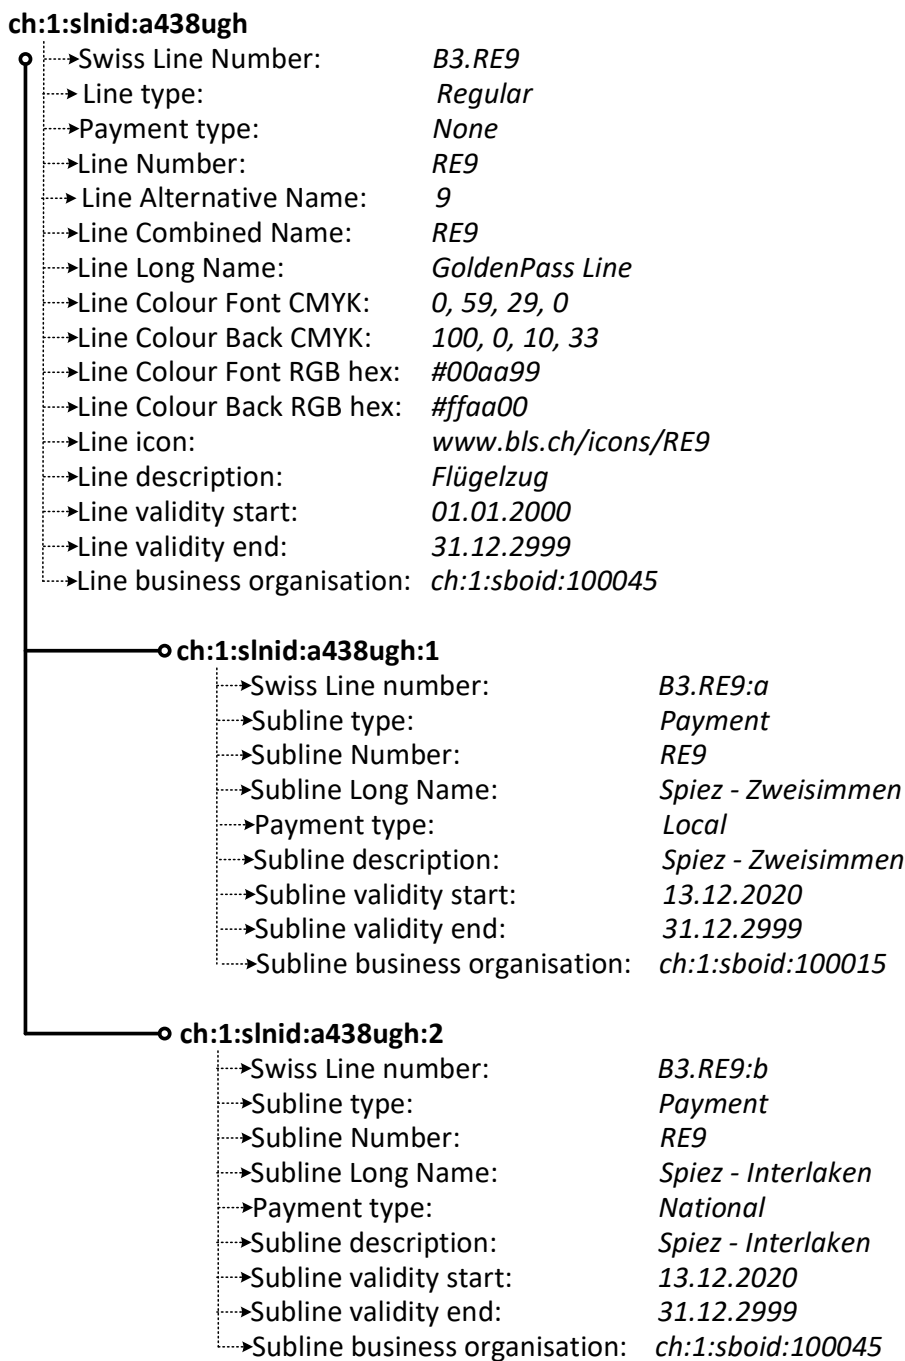 ch:1:slnid:a438ugh
Swiss Line Number: B3.RE9
Line type: Regular
Payment type: None
Line Number: RE9
Line Alternative Name: 9
Line Combined Name: RE9
Line Long Name: GoldenPass Line
Line Colour Font CMYK: 0, 59, 29, 0
Line Colour Back CMYK: 100, 0, 10, 33
Line Colour Font RGB hex: #00aa99
Line Colour Back RGB hex: #ffaa00
Line icon: www.bls.ch/icons/RE9
Line description: Flügelzug
Line validity start: 01.01.2000
Line validity end: 31.12.2999
Line business organisation: ch:1:sboid:100045
ch:1:slnid:a438ugh:1
Swiss Line number: B3.RE9:a
Subline type: Payment
Subline Number: RE9
Subline Long Name: Spiez - Zweisimmen
Payment type: Local
Subline description: Spiez - Zweisimmen
Subline validity start: 13.12.2020
Subline validity end: 31.12.2999
Subline business organisation: ch:1:sboid:100015
ch:1:slnid:a438ugh:2
Swiss Line number: B3.RE9:b
Subline type: Payment
Subline Number: RE9
Subline Long Name: Spiez - Interlaken
Payment type: National
Subline description: Spiez - Interlaken
Subline validity start: 13.12.2020
Subline validity end: 31.12.2999
Subline business organisation: ch:1:sboid:100045